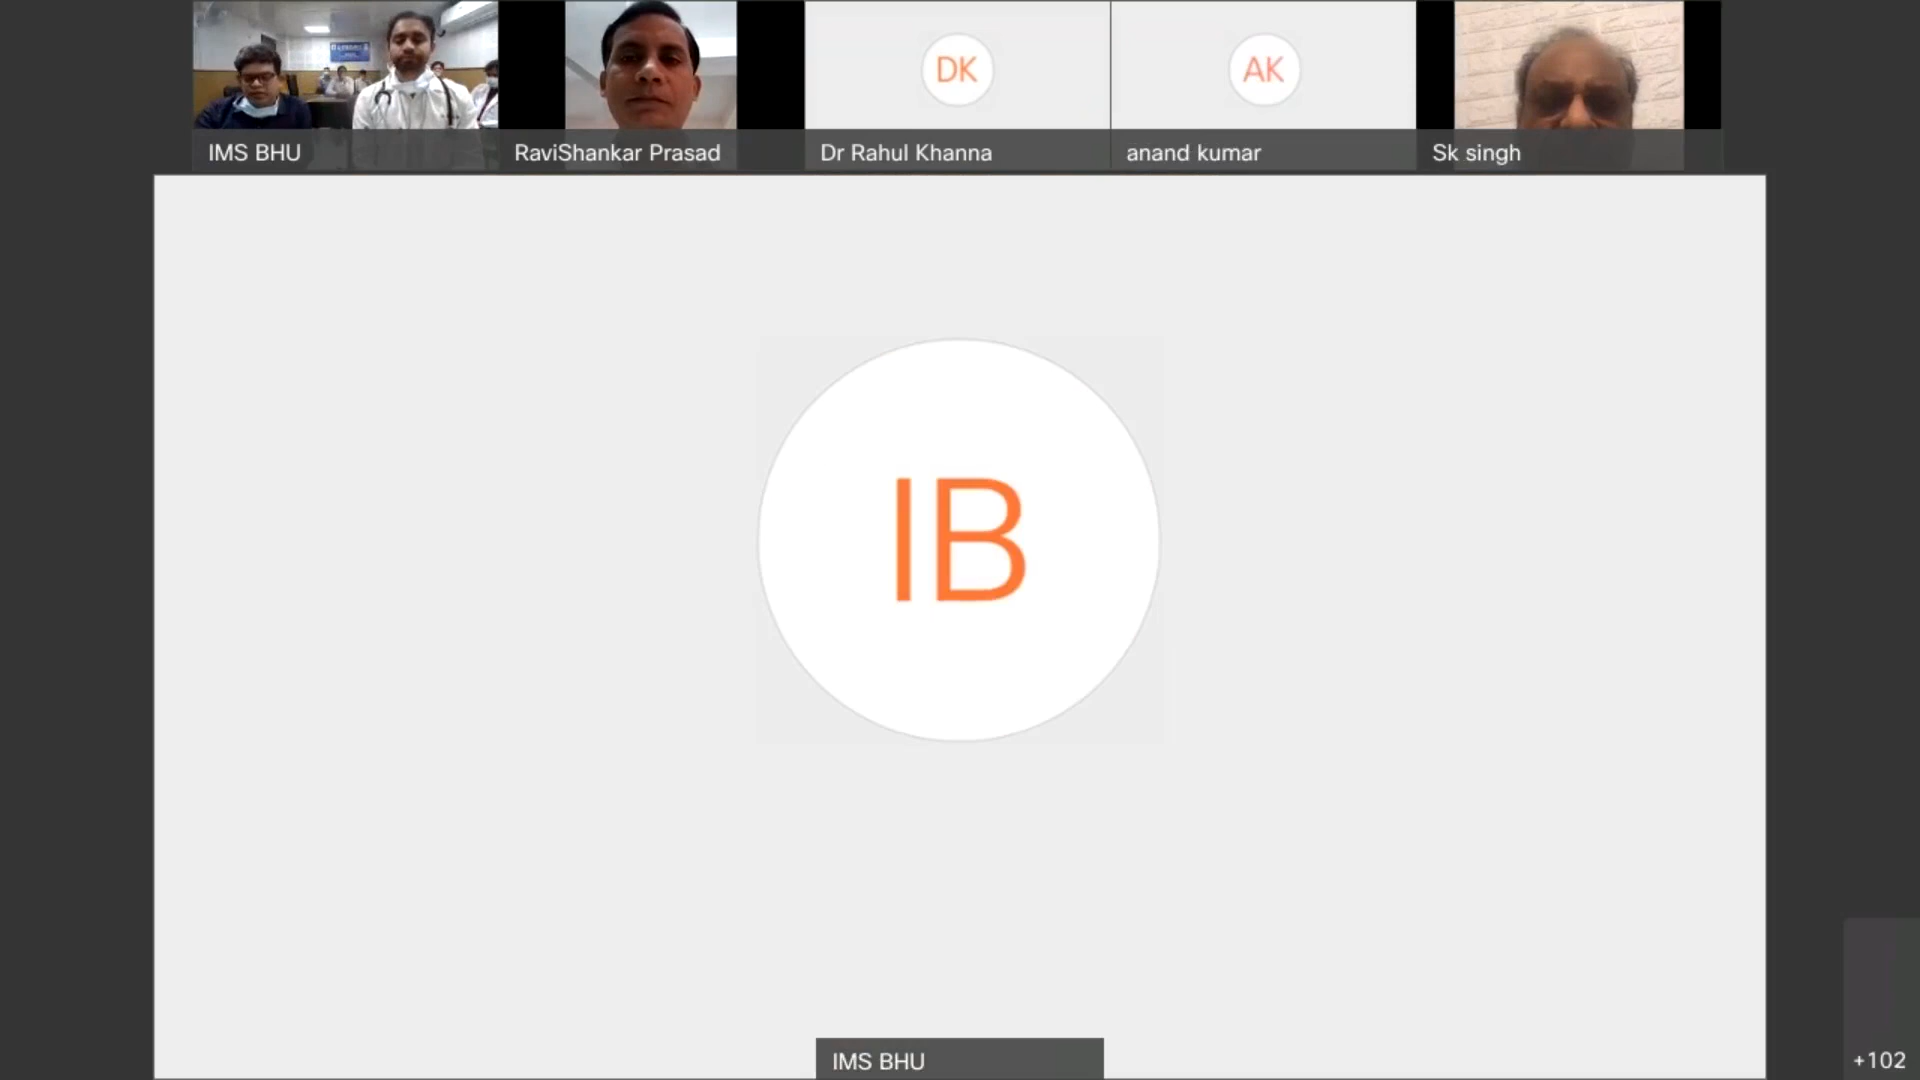 DK
AK
IMS BHU
RaviShankar Prasad
Dr Rahul Khanna
anand kumar
Sk singh
IB
IMS BHU
+102